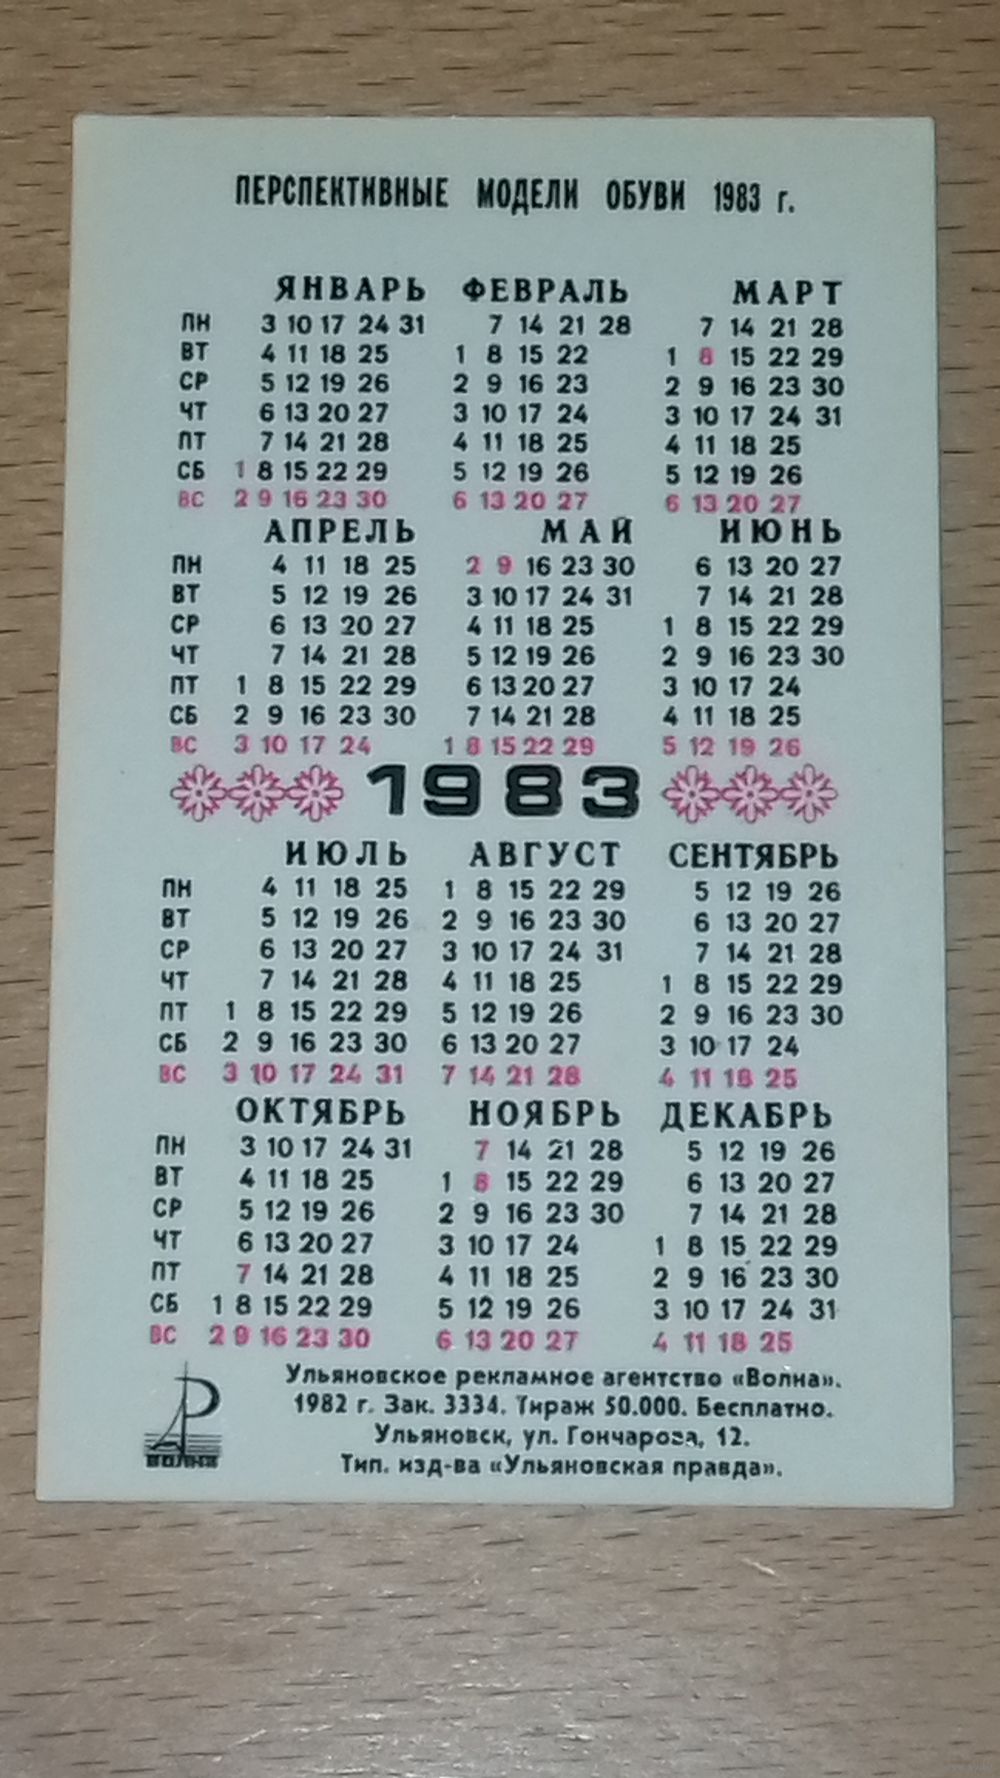 ПЕРСПЕКТИВНЫЕ МОДЕЛИ ОБУВИ 1983 г.
ЯНВАРЬ ФЕВРАЛЬ МАРТ
ПН 3 10 17 24 31 7 14 21 28 7 14 21 28
ВТ 4 11 18 25 1 8 15 22 1 8 15 22 29
СР 5 12 19 26 2 9 16 23 2 9 16 23 30
ЧТ 6 13 20 27 3 10 17 24 3 10 17 24 31
ПТ 7 14 21 28 4 11 18 25 4 11 18 25
СБ 1 8 15 22 29 5 12 19 26 5 12 19 26
ВС 2 9 16 23 30 6 13 20 27 6 13 20 27
АПРЕЛЬ МАЙ ИЮНЬ
ПН 4 11 18 25 2 9 16 23 30 6 13 20 27
ВТ 5 12 19 26 3 10 17 24 31 7 14 21 28
СР 6 13 20 27 4 11 18 25 1 8 15 22 29
ЧТ 7 14 21 28 5 12 19 26 2 9 16 23 30
ПТ 1 8 15 22 29 6 13 20 27 3 10 17 24
СБ 2 9 16 23 30 7 14 21 28 4 11 18 25
ВС 3 10 17 24 1 8 15 22 29 5 12 19 26
1983
ИЮЛЬ АВГУСТ СЕНТЯБРЬ
ПН 4 11 18 25 1 8 15 22 29 5 12 19 26
ВТ 5 12 19 26 2 9 16 23 30 6 13 20 27
СР 6 13 20 27 3 10 17 24 31 7 14 21 28
ЧТ 7 14 21 28 4 11 18 25 1 8 15 22 29
ПТ 1 8 15 22 29 5 12 19 26 2 9 16 23 30
СБ 2 9 16 23 30 6 13 20 27 3 10 17 24
ВС 3 10 17 24 31 7 14 21 28 4 11 18 25
ОКТЯБРЬ НОЯБРЬ ДЕКАБРЬ
ПН 3 10 17 24 31 7 14 21 28 5 12 19 26
ВТ 4 11 18 25 1 8 15 22 29 6 13 20 27
СР 5 12 19 26 2 9 16 23 30 7 14 21 28
ЧТ 6 13 20 27 3 10 17 24 1 8 15 22 29
ПТ 7 14 21 28 4 11 18 25 2 9 16 23 30
СБ 1 8 15 22 29 5 12 19 26 3 10 17 24 31
ВС 2 9 16 23 30 6 13 20 27 4 11 18 25
Ульяновское рекламное агентство «Волна».
1982 г. Зак. 3334. Тираж 50.000. Бесплатно.
Ульяновск, ул. Гончарова, 12.
Тип. изд-ва «Ульяновская правда».
ВОЛНА